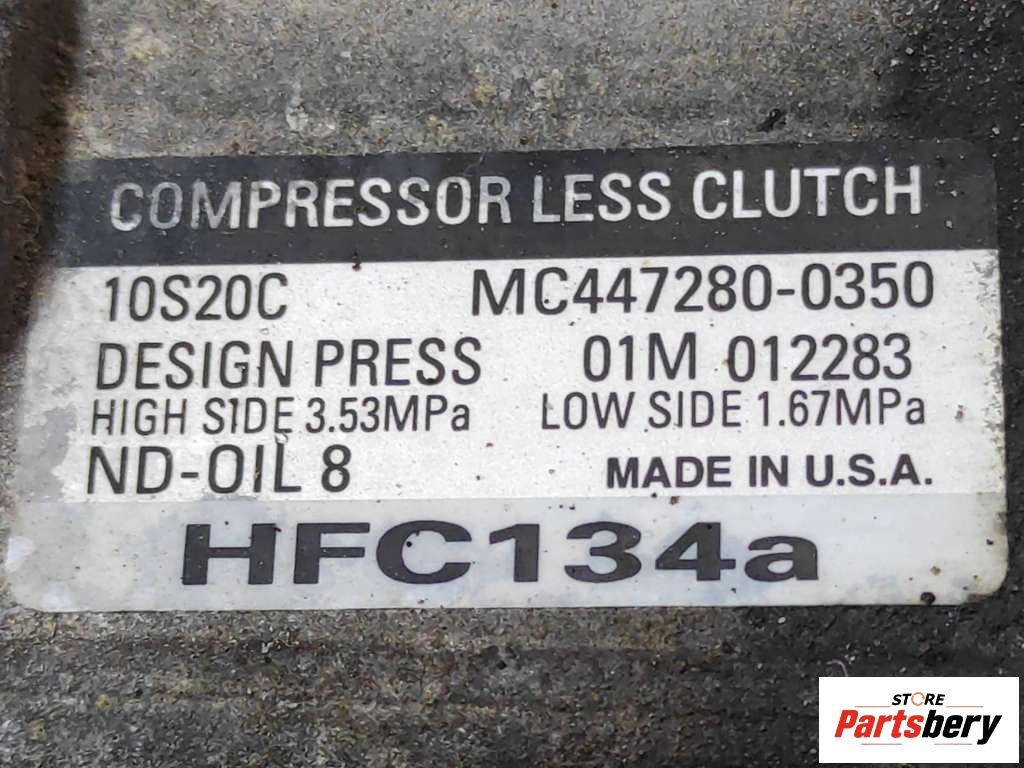 COMPRESSOR LESS CLUTCH
10S20C MC447280-0350
DESIGN PRESS 01M 012283
HIGH SIDE 3.53MPa LOW SIDE 1.67MPa
ND-OIL 8 MADE IN U.S.A.
HFC134a
STORE
Partsbery